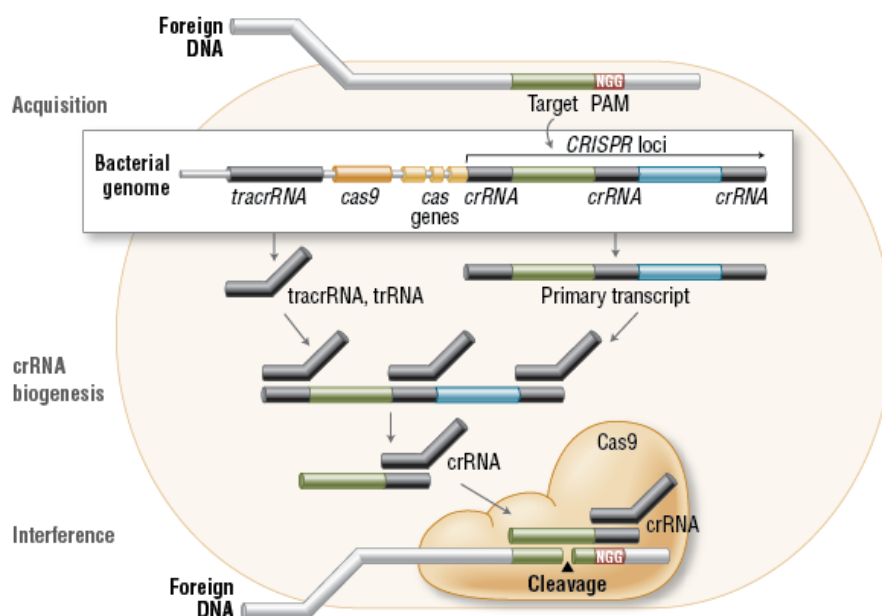 Foreign
DNA
NGG
Target PAM
Acquisition
CRISPR loci
Bacterial
genome
tracrRNA cas9 cas crRNA crRNA crRNA
genes
tracrRNA, trRNA
Primary transcript
crRNA
biogenesis
crRNA
Cas9
crRNA
Interference
NGG
Cleavage
Foreign
DNA